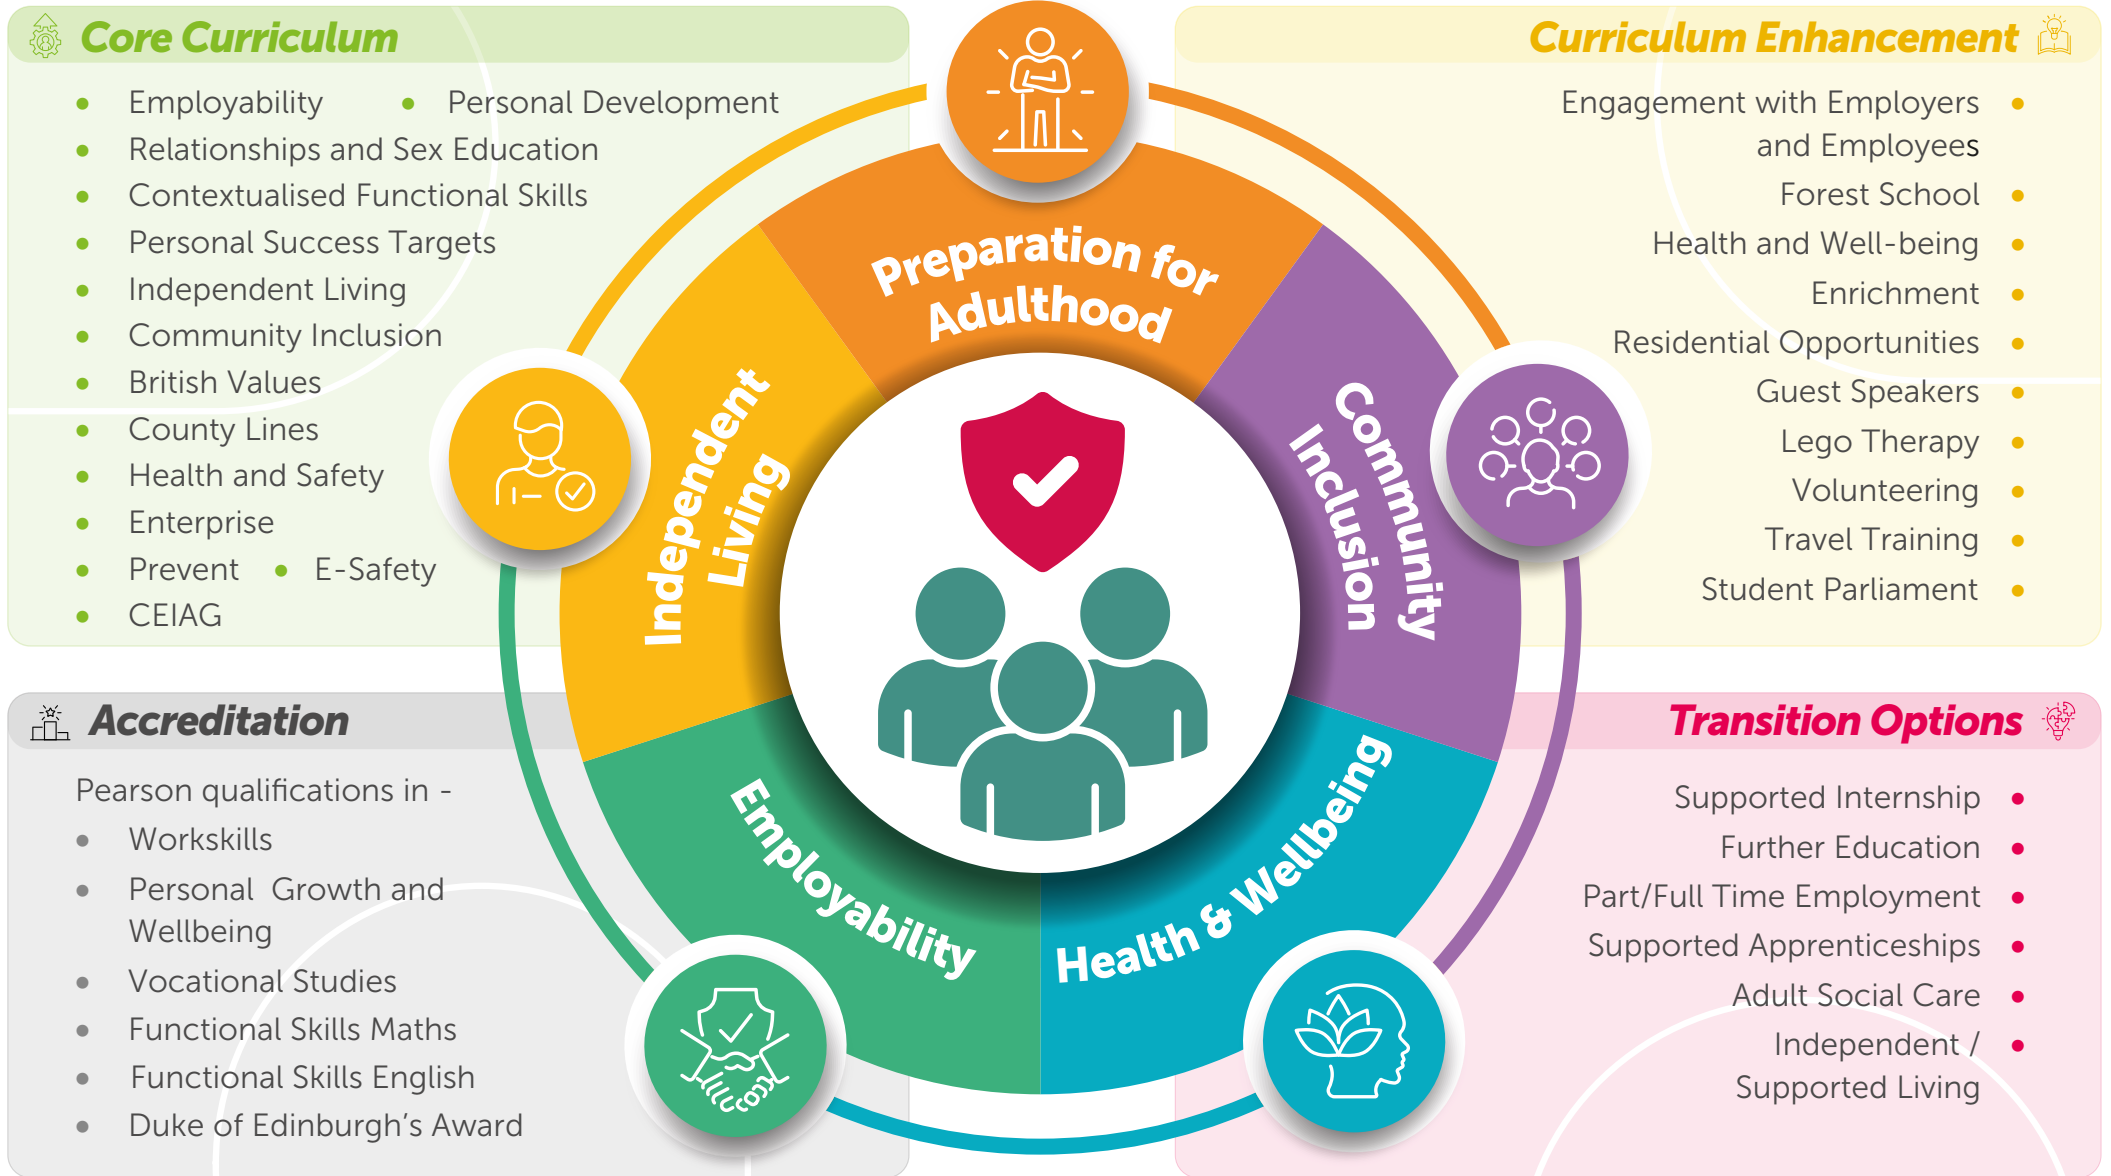 Core Curriculum
• Employability • Personal Development
• Relationships and Sex Education
• Contextualised Functional Skills
• Personal Success Targets
• Independent Living
• Community Inclusion
• British Values
• County Lines
• Health and Safety
• Enterprise
• Prevent • E-Safety
• CEIAG
Curriculum Enhancement
Engagement with Employers •
and Employees
Forest School •
Health and Well-being •
Enrichment •
Residential Opportunities •
Guest Speakers •
Lego Therapy •
Volunteering •
Travel Training •
Student Parliament •
Preparation for
Adulthood
Community
Inclusion
Health & Wellbeing
Employability
Independent
Living
Accreditation
Pearson qualifications in -
• Workskills
• Personal Growth and
Wellbeing
• Vocational Studies
• Functional Skills Maths
• Functional Skills English
• Duke of Edinburgh's Award
Transition Options
Supported Internship •
Further Education •
Part/Full Time Employment •
Supported Apprenticeships •
Adult Social Care •
Independent / •
Supported Living